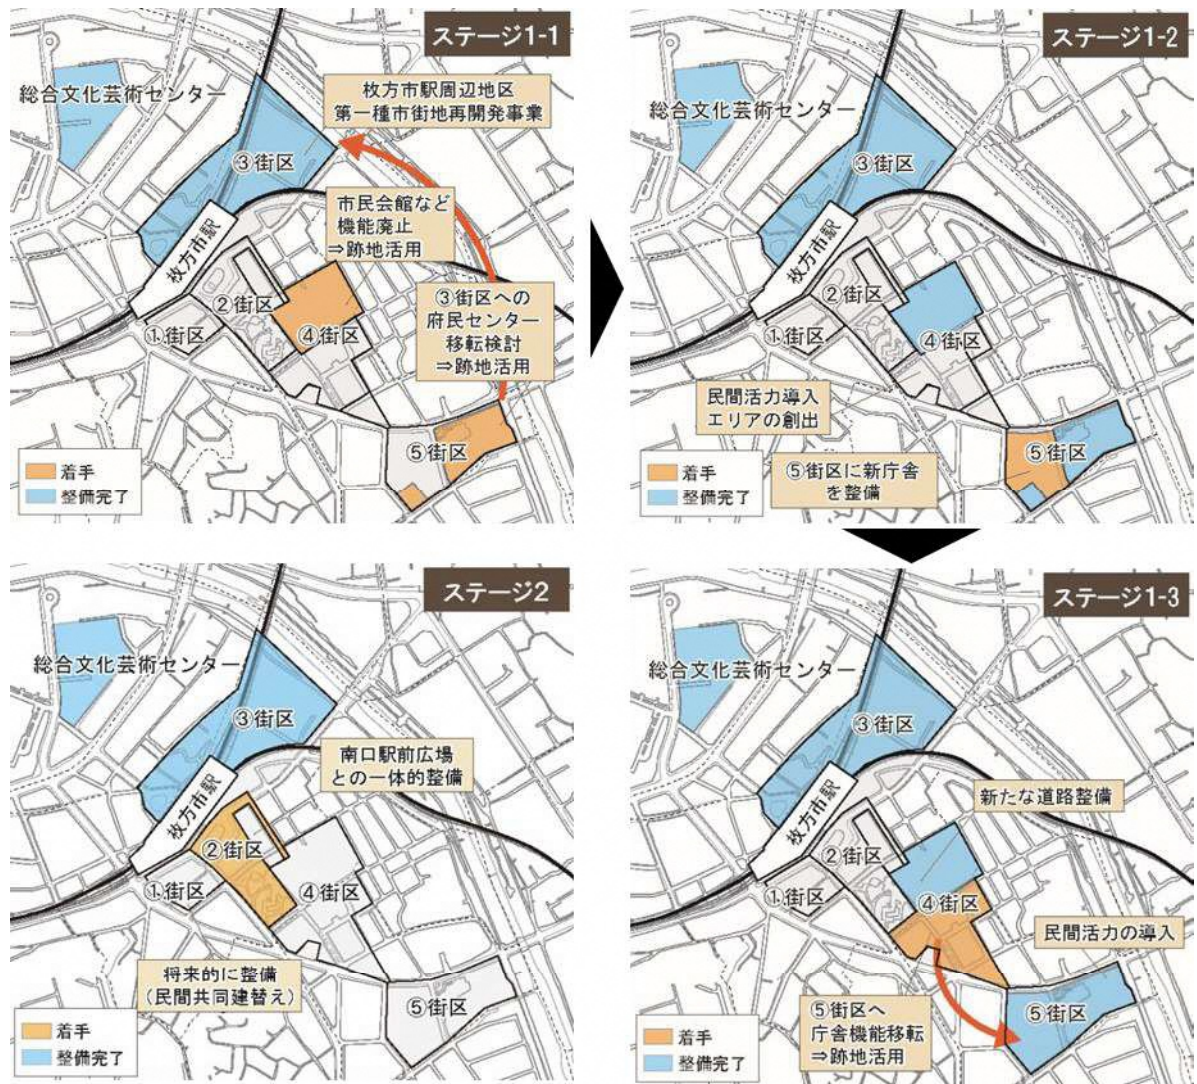 ステージ1-1
総合文化芸術センター
枚方市駅周辺地区
第一種市街地再開発事業
③街区
市民会館など
機能廃止
⇒跡地活用
枚方市駅
②街区
①街区
④街区
③街区への
府民センター
移転検討
⇒跡地活用
⑤街区
着手
整備完了
ステージ1-2
総合文化芸術センター
③街区
枚方市駅
②街区
①街区
④街区
民間活力導入
エリアの創出
⑤街区に新庁舎
を整備
⑤街区
着手
整備完了
ステージ2
総合文化芸術センター
③街区
南口駅前広場
との一体的整備
枚方市駅
②街区
①街区
④街区
将来的に整備
(民間共同建替え)
⑤街区
着手
整備完了
ステージ1-3
総合文化芸術センター
③街区
新たな道路整備
枚方市駅
②街区
①街区
④街区
民間活力の導入
⑤街区へ
庁舎機能移転
⇒跡地活用
⑤街区
着手
整備完了